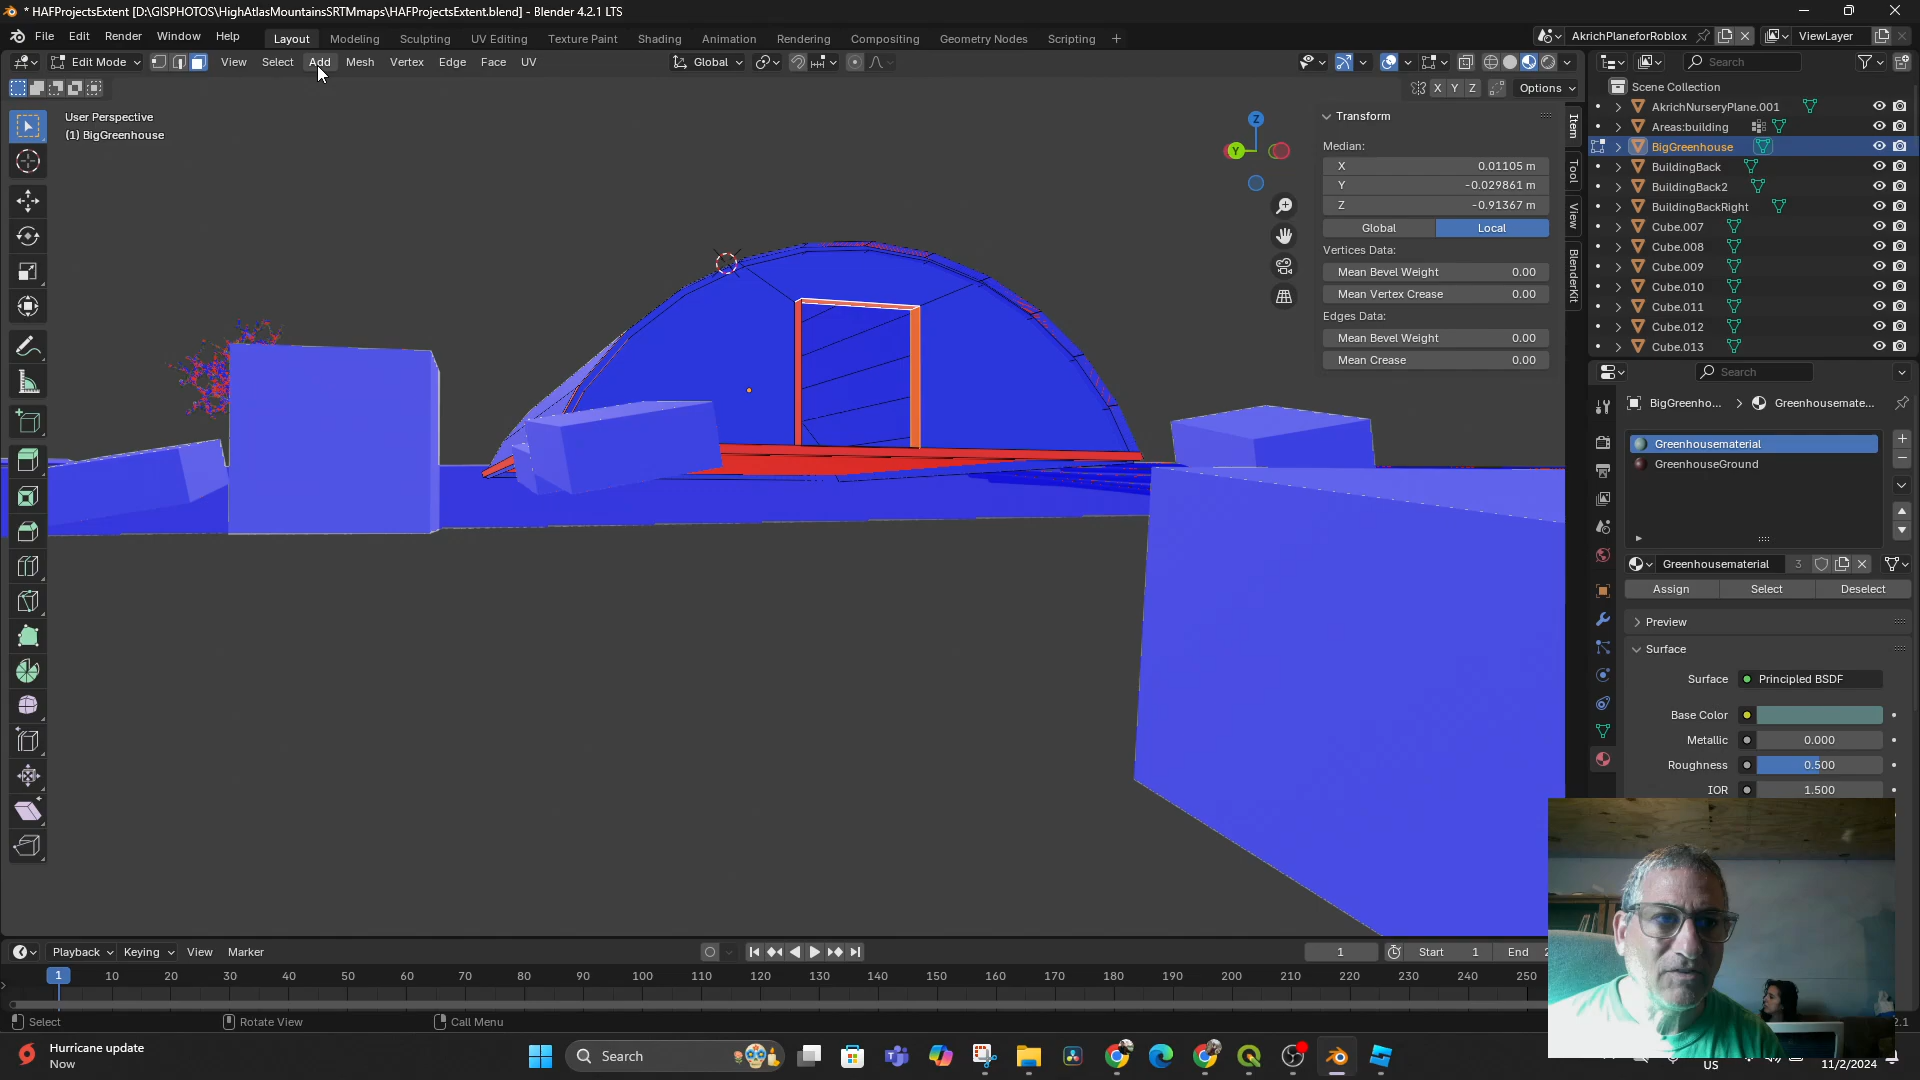 * HAFProjectsExtent [D:\GISPHOTOS\HighAtlasMountainsSRTMmaps\HAFProjectsExtent.blend] - Blender 4.2.1 LTS
File Edit Render Window Help Layout Modeling Sculpting UV Editing Texture Paint Shading Animation Rendering Compositing Geometry Nodes Scripting + AkrichPlaneforRoblox ViewLayer
Edit Mode View Select Add Mesh Vertex Edge Face UV Global Search
X Y Z Options
User Perspective
(1) BigGreenhouse
Z
Y
Transform
Median:
X 0.01105 m
Y -0.029861 m
Z -0.91367 m
Global Local
Vertices Data:
Mean Bevel Weight 0.00
Mean Vertex Crease 0.00
Edges Data:
Mean Bevel Weight 0.00
Mean Crease 0.00
Item
Tool
View
BlenderKit
Scene Collection
AkrichNurseryPlane.001
Areas:building
BigGreenhouse
BuildingBack
BuildingBack2
BuildingBackRight
Cube.007
Cube.008
Cube.009
Cube.010
Cube.011
Cube.012
Cube.013
Search
BigGreenho... > Greenhousemate...
Greenhousematerial
GreenhouseGround
Greenhousematerial 3
Assign Select Deselect
Preview
Surface
Surface Principled BSDF
Base Color
Metallic 0.000
Roughness 0.500
IOR 1.500
Playback Keying View Marker 1 Start 1 End
1 10 20 30 40 50 60 70 80 90 100 110 120 130 140 150 160 170 180 190 200 210 220 230 240 250
Select Rotate View Call Menu
Hurricane update
Now
Search
US
11/2/2024